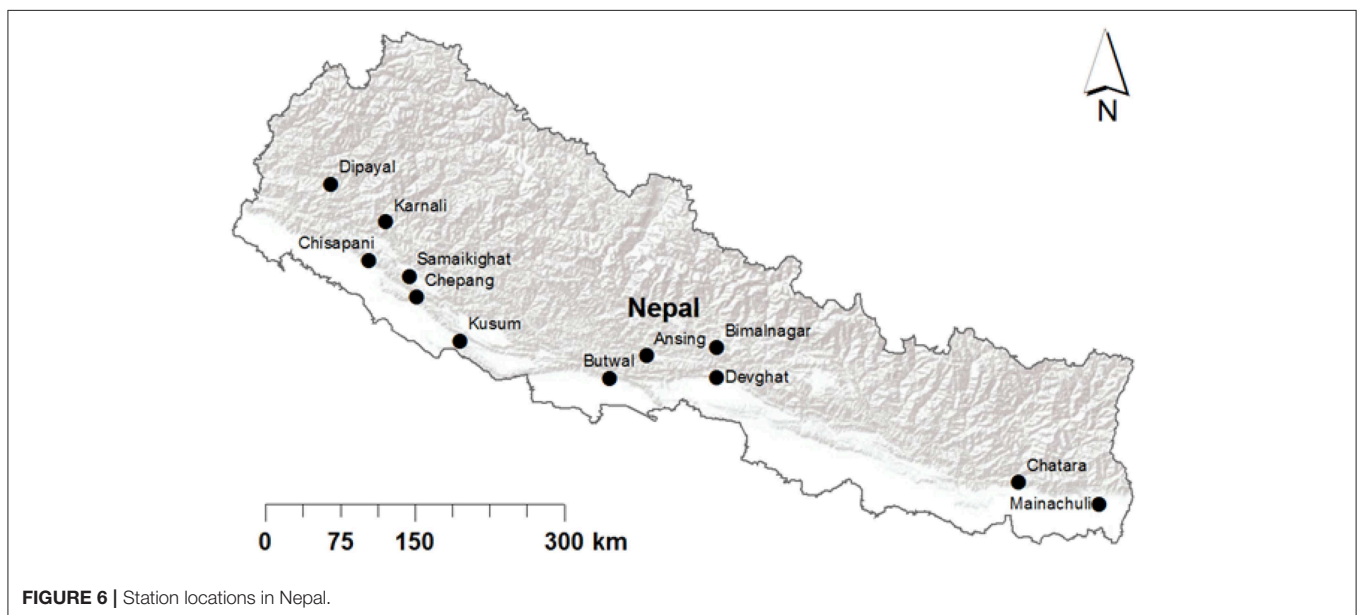 N
Dipayal
Karnali
Chisapani
Samaikighat
Chepang
Kusum
Nepal
Bimalnagar
Ansing
Butwal
Devghat
Chatara
Mainachuli
0 75 150 300 km
FIGURE 6 | Station locations in Nepal.